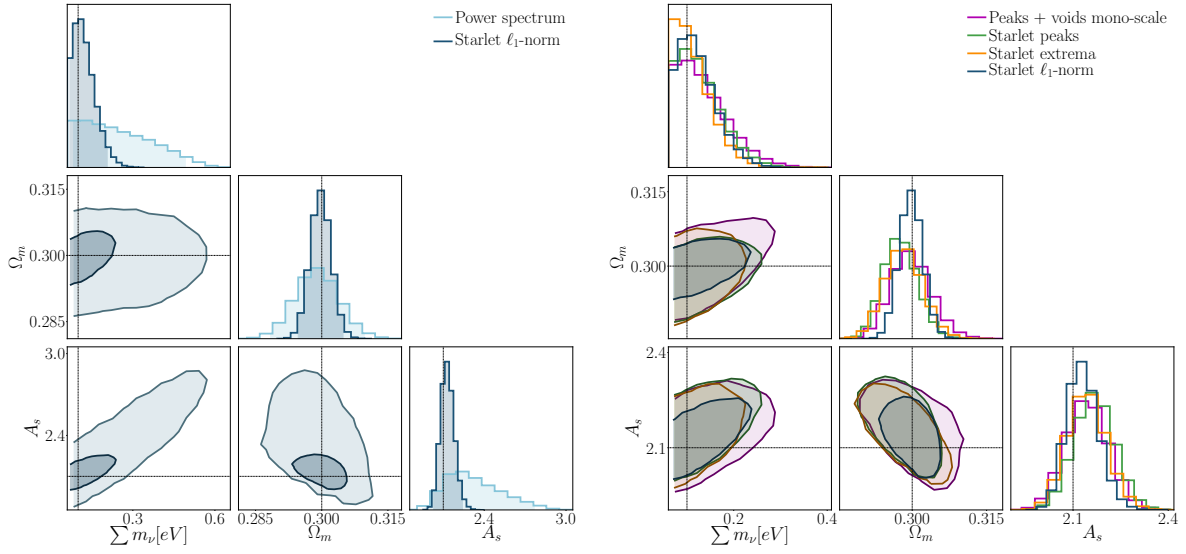 Power spectrum
Starlet ℓ₁-norm
0.315
0.300
0.285
Ωₘ
3.0
2.4
Aₛ
0.3 0.6
∑ mᵥ[eV]
0.285 0.300 0.315
Ωₘ
2.4 3.0
Aₛ
Peaks + voids mono-scale
Starlet peaks
Starlet extrema
Starlet ℓ₁-norm
0.315
0.300
Ωₘ
2.4
2.1
Aₛ
0.2 0.4
∑ mᵥ[eV]
0.300 0.315
Ωₘ
2.1 2.4
Aₛ